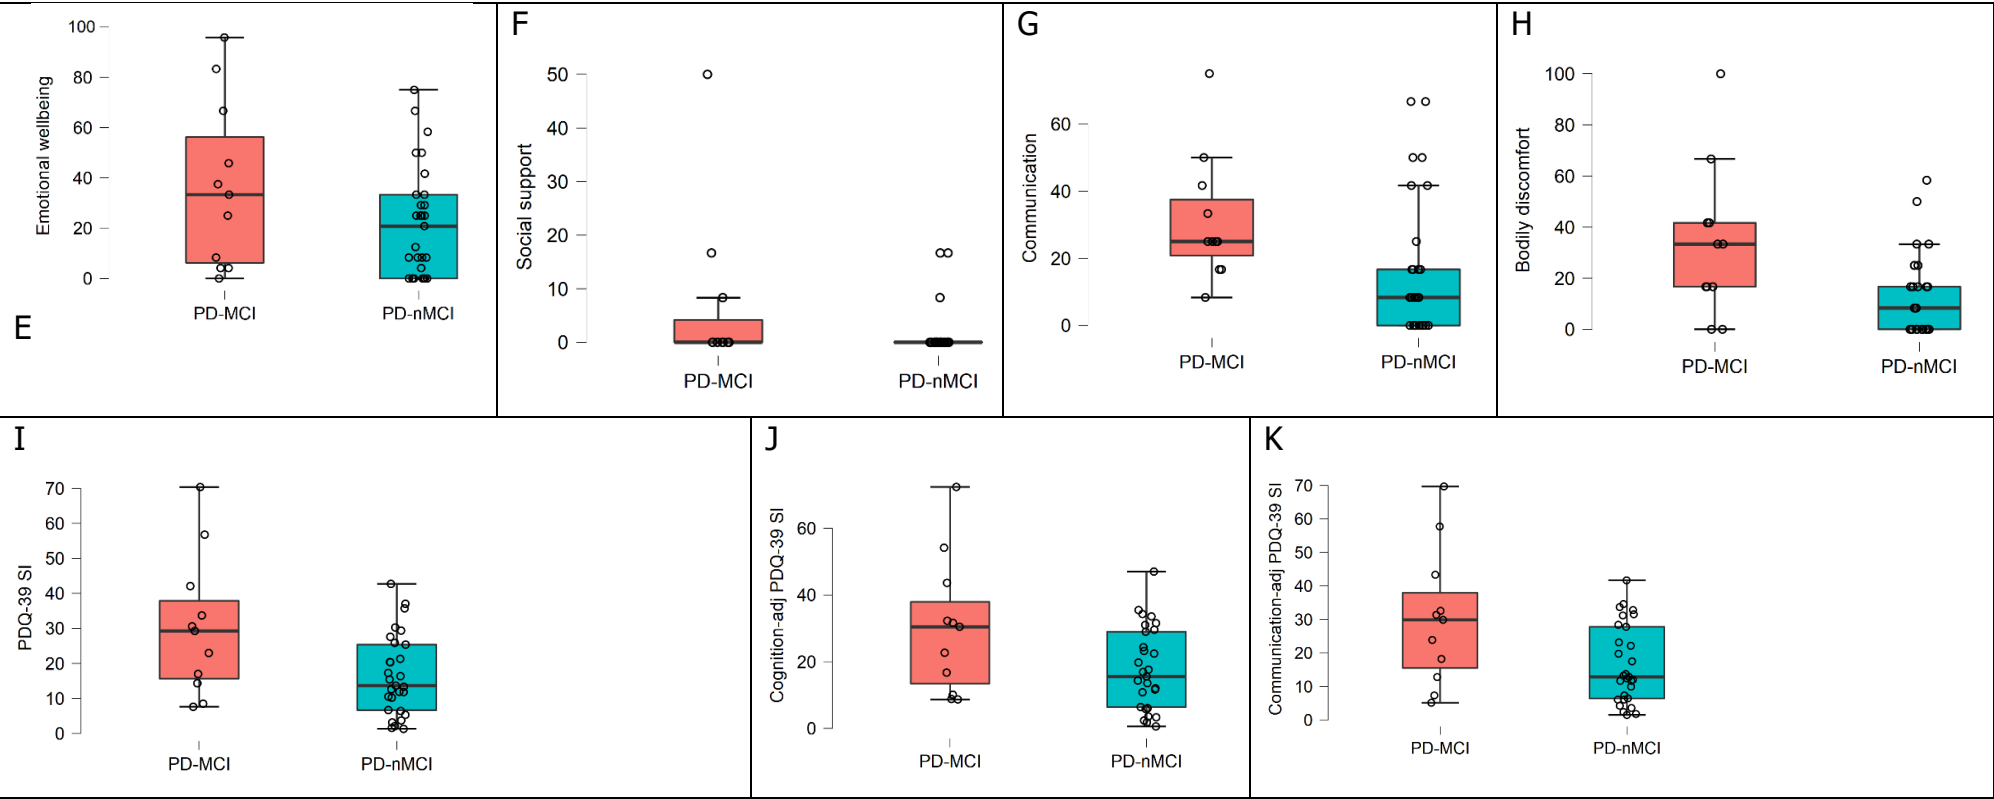 E
Emotional wellbeing
100
80
60
40
20
0
PD-MCI
PD-nMCI
F
Social support
50
40
30
20
10
0
PD-MCI
PD-nMCI
G
Communication
60
40
20
0
PD-MCI
PD-nMCI
H
Bodily discomfort
100
80
60
40
20
0
PD-MCI
PD-nMCI
I
PDQ-39 SI
70
60
50
40
30
20
10
0
PD-MCI
PD-nMCI
J
Cognition-adj PDQ-39 SI
60
40
20
0
PD-MCI
PD-nMCI
K
Communication-adj PDQ-39 SI
70
60
50
40
30
20
10
0
PD-MCI
PD-nMCI